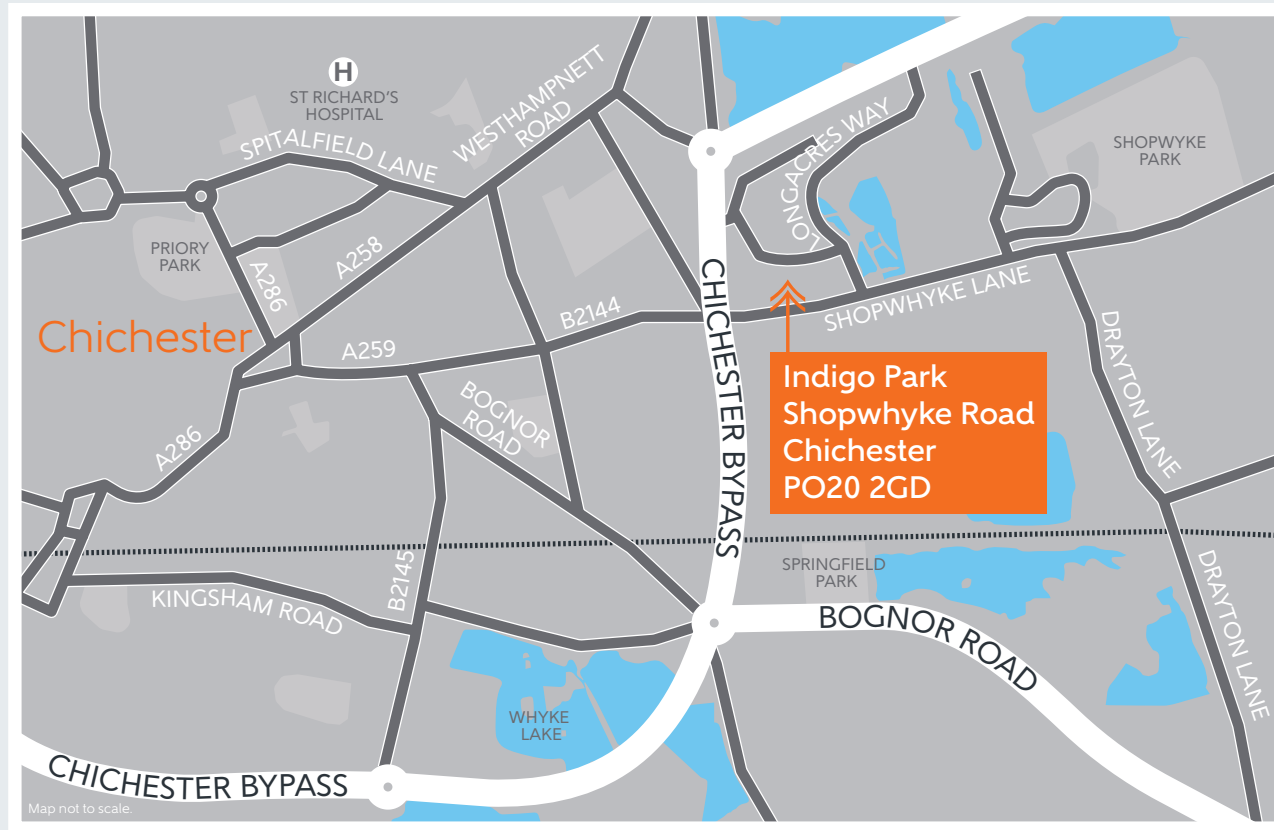 H
ST RICHARD'S
HOSPITAL
SPITALFIELD LANE
WESTHAMPNETT
ROAD
LONGACRES WAY
SHOPWYKE
PARK
PRIORY
PARK
A286
A258
CHICHESTER BYPASS
B2144
SHOPWHYKE LANE
Chichester
A259
DRAYTON LANE
Indigo Park
Shopwhyke Road
Chichester
PO20 2GD
BOGNOR
ROAD
A286
SPRINGFIELD
PARK
B2145
KINGSHAM ROAD
BOGNOR ROAD
DRAYTON LANE
WHYKE
LAKE
CHICHESTER BYPASS
Map not to scale.